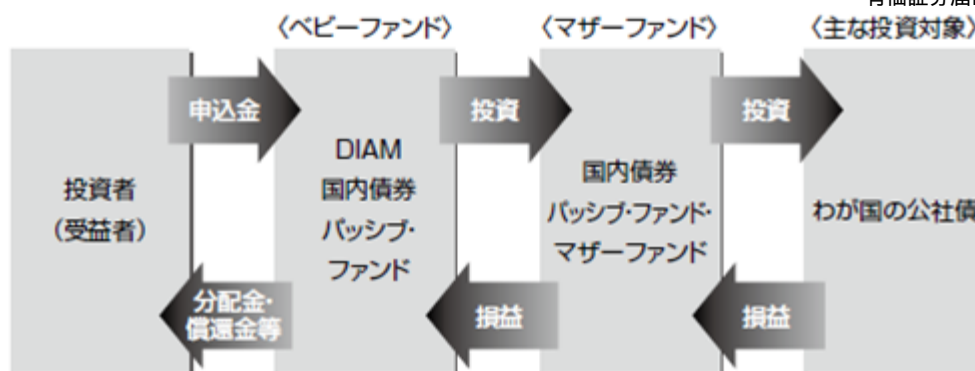 〈ベビーファンド〉
〈マザーファンド〉
〈主な投資対象〉
申込金
投資
投資
投資者
（受益者）
DIAM
国内債券
パッシブ・
ファンド
国内債券
パッシブ・ファンド・
マザーファンド
わが国の公社債
分配金・
償還金等
損益
損益